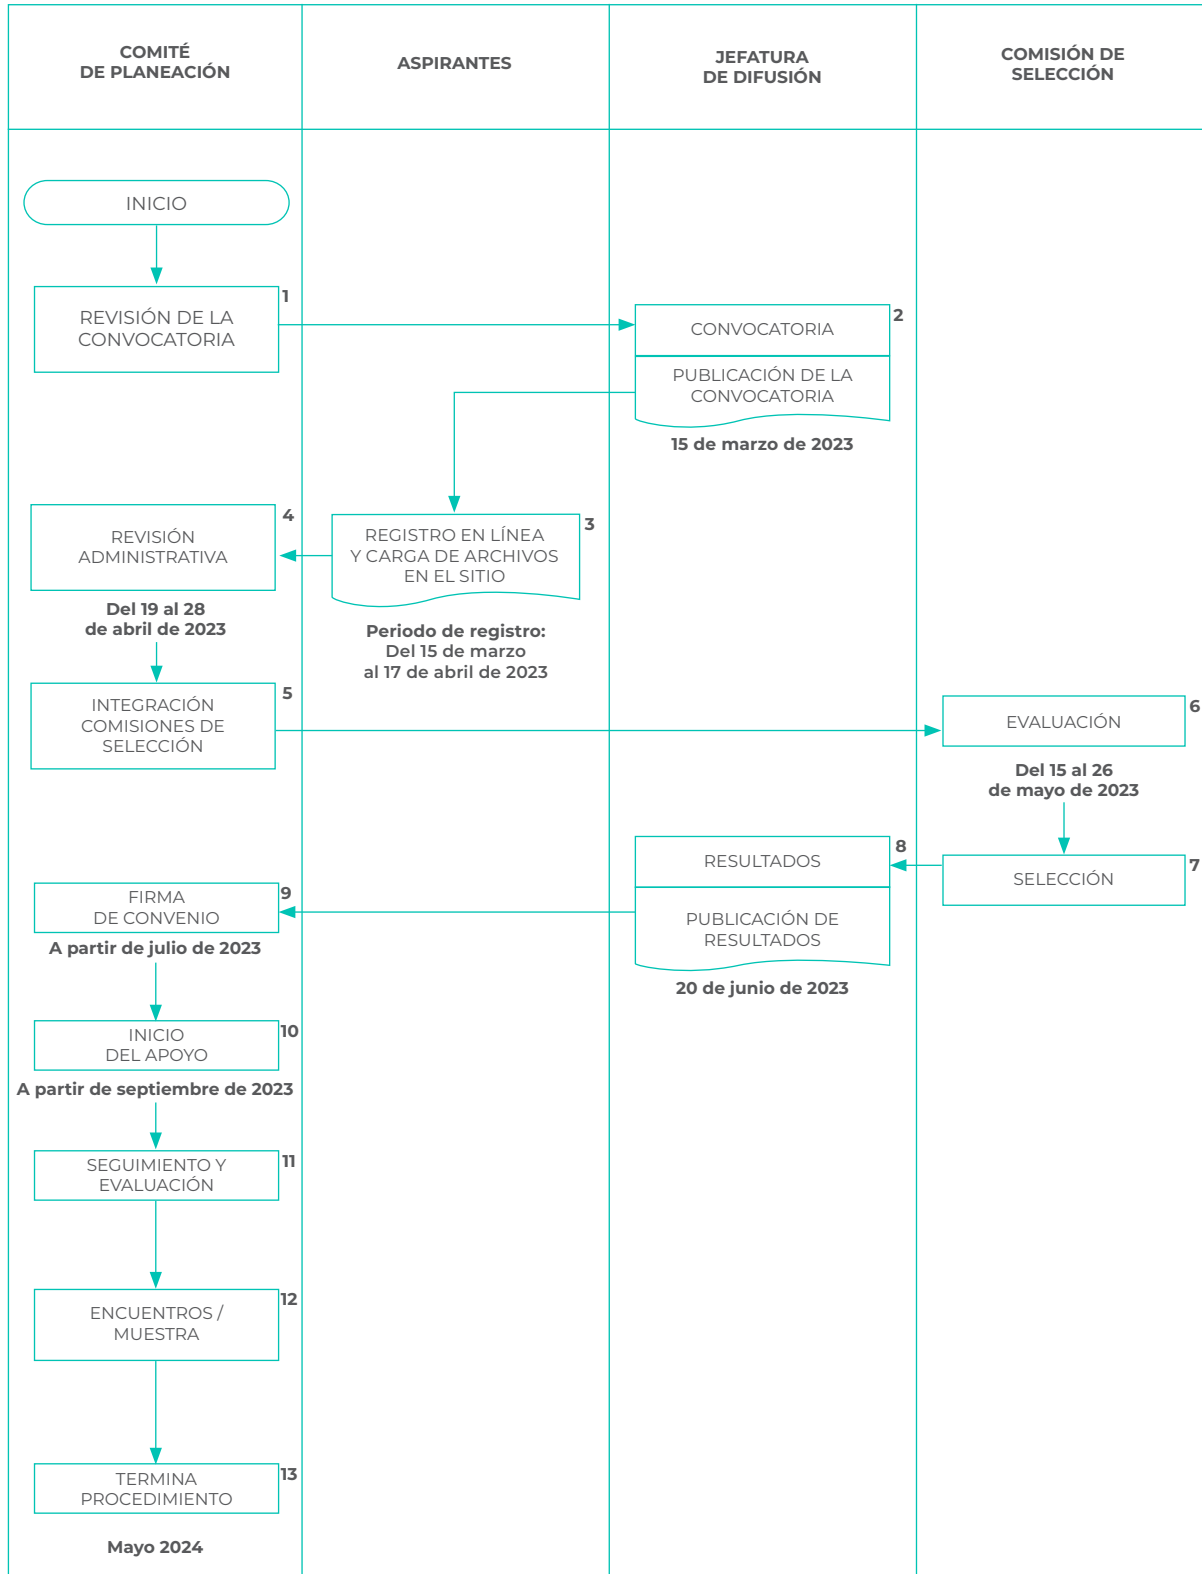 COMITÉ
DE PLANEACIÓN
ASPIRANTES
JEFATURA
DE DIFUSIÓN
COMISIÓN DE
SELECCIÓN
INICIO
1
REVISIÓN DE LA
CONVOCATORIA
2
CONVOCATORIA
PUBLICACIÓN DE LA
CONVOCATORIA
15 de marzo de 2023
3
REGISTRO EN LÍNEA
Y CARGA DE ARCHIVOS
EN EL SITIO
Periodo de registro:
Del 15 de marzo
al 17 de abril de 2023
4
REVISIÓN
ADMINISTRATIVA
Del 19 al 28
de abril de 2023
5
INTEGRACIÓN
COMISIONES DE
SELECCIÓN
6
EVALUACIÓN
Del 15 al 26
de mayo de 2023
7
SELECCIÓN
8
RESULTADOS
PUBLICACIÓN DE
RESULTADOS
20 de junio de 2023
9
FIRMA
DE CONVENIO
A partir de julio de 2023
10
INICIO
DEL APOYO
A partir de septiembre de 2023
11
SEGUIMIENTO Y
EVALUACIÓN
12
ENCUENTROS /
MUESTRA
13
TERMINA
PROCEDIMIENTO
Mayo 2024